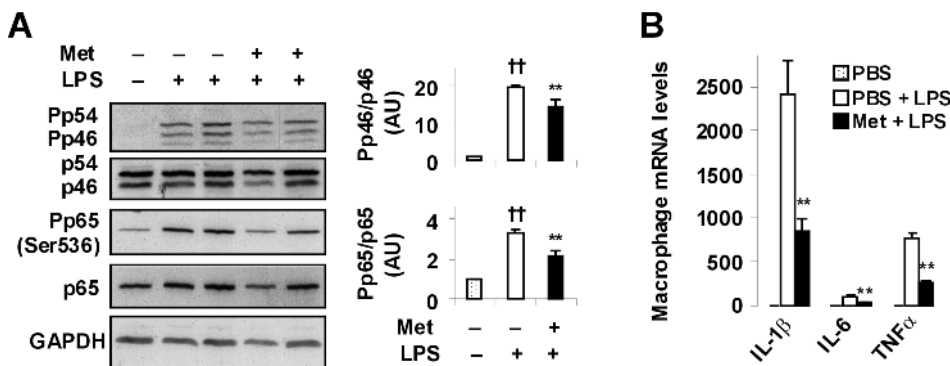 A
Met – – – + +
LPS – + + + +
Pp54
Pp46
p54
p46
Pp65
(Ser536)
p65
GAPDH
Pp46/p46
(AU)
20
10
0
††
**
Pp65/p65
(AU)
4
2
0
††
**
Met – – +
LPS – + +
B
Macrophage mRNA levels
2500
2000
1500
1000
500
0
PBS
PBS + LPS
Met + LPS
**
**
**
IL-1β
IL-6
TNFα